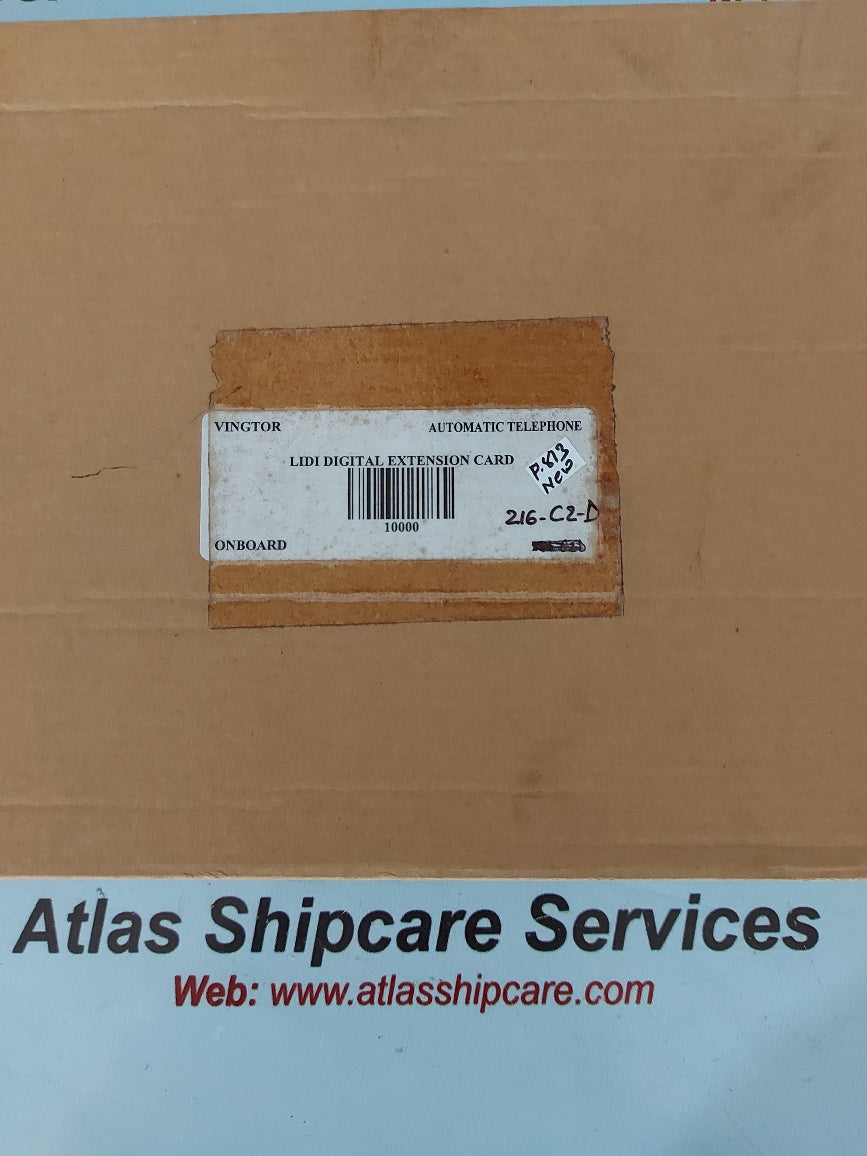 VINGTOR
AUTOMATIC TELEPHONE
LIDI DIGITAL EXTENSION CARD
P.873
NEW
10000
216-C2-D
ONBOARD
Atlas Shipcare Services
Web: www.atlasshipcare.com